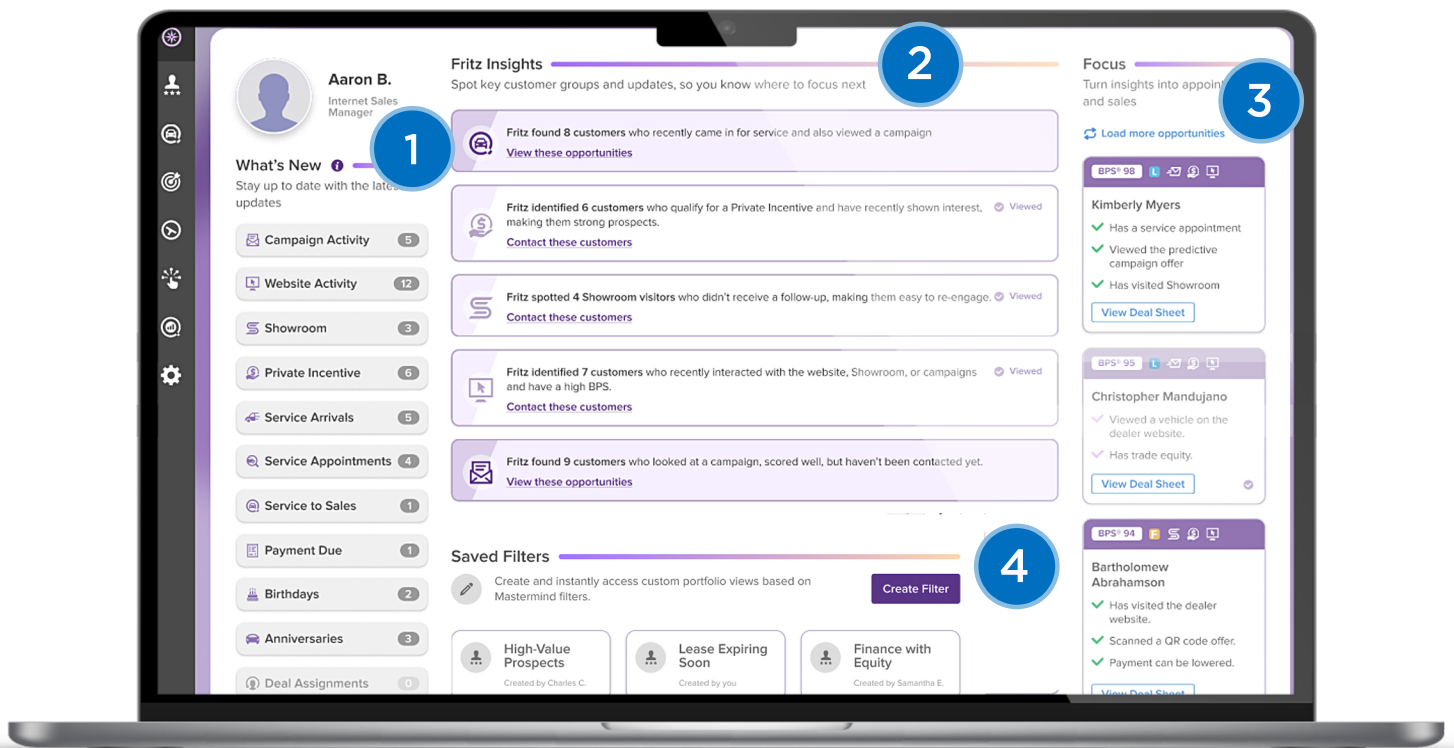 Aaron B.
Internet Sales
Manager
1
What's New
Stay up to date with the latest
updates
Campaign Activity 5
Website Activity 12
Showroom 3
Private Incentive 6
Service Arrivals 5
Service Appointments 4
Service to Sales 1
Payment Due 1
Birthdays 2
Anniversaries 3
Deal Assignments 0
Fritz Insights
2
Spot key customer groups and updates, so you know where to focus next
Fritz found 8 customers who recently came in for service and also viewed a campaign
View these opportunities
Fritz identified 6 customers who qualify for a Private Incentive and have recently shown interest,
making them strong prospects.
Viewed
Contact these customers
Fritz spotted 4 Showroom visitors who didn't receive a follow-up, making them easy to re-engage.
Viewed
Contact these customers
Fritz identified 7 customers who recently interacted with the website, Showroom, or campaigns
and have a high BPS.
Viewed
Contact these customers
Fritz found 9 customers who looked at a campaign, scored well, but haven't been contacted yet.
View these opportunities
Saved Filters
4
Create and instantly access custom portfolio views based on
Mastermind filters.
Create Filter
High-Value
Prospects
Created by Charles C.
Lease Expiring
Soon
Created by you
Finance with
Equity
Created by Samantha E.
Focus
3
Turn insights into appoin
and sales
Load more opportunities
BPS® 98 L
Kimberly Myers
Has a service appointment
Viewed the predictive
campaign offer
Has visited Showroom
View Deal Sheet
BPS® 95 L
Christopher Mandujano
Viewed a vehicle on the
dealer website.
Has trade equity.
View Deal Sheet
BPS® 94 F
Bartholomew
Abrahamson
Has visited the dealer
website.
Scanned a QR code offer.
Payment can be lowered.
View Deal Sheet